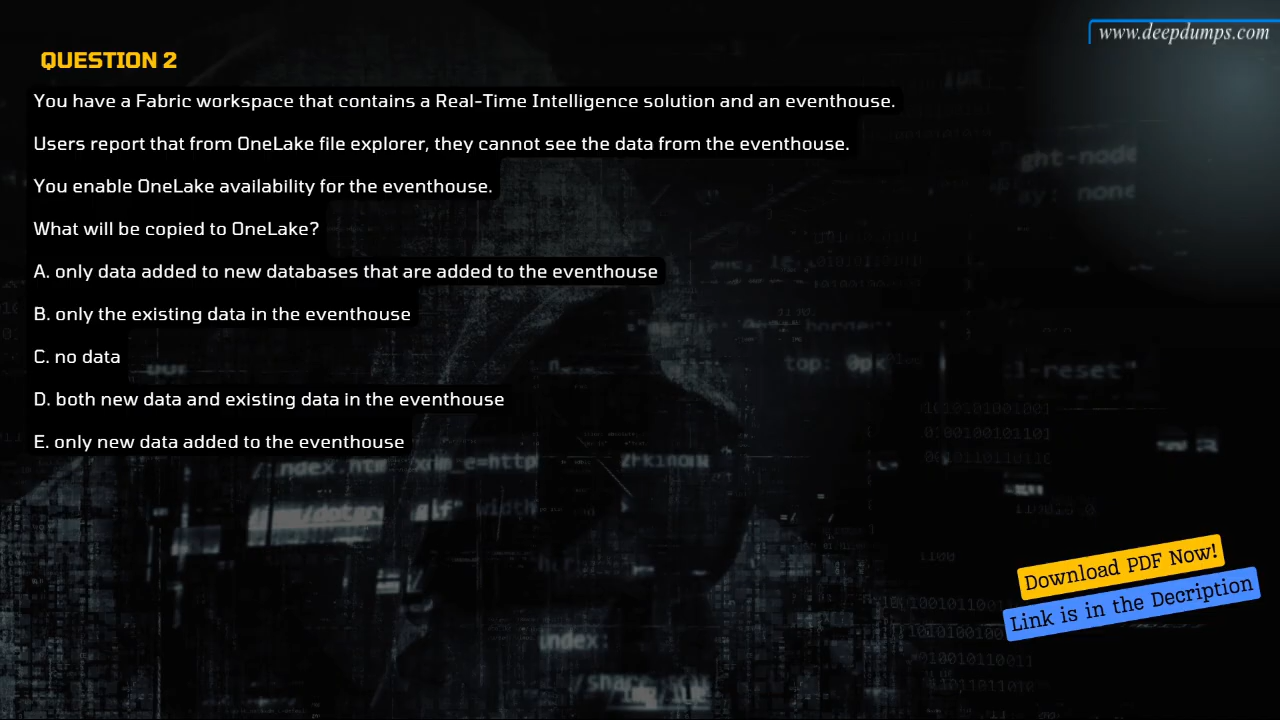 www.deepdumps.com
QUESTION 2
You have a Fabric workspace that contains a Real-Time Intelligence solution and an eventhouse.
Users report that from OneLake file explorer, they cannot see the data from the eventhouse.
You enable OneLake availability for the eventhouse.
What will be copied to OneLake?
A. only data added to new databases that are added to the eventhouse
B. only the existing data in the eventhouse
C. no data
D. both new data and existing data in the eventhouse
E. only new data added to the eventhouse
Download PDF Now!
Link is in the Decription